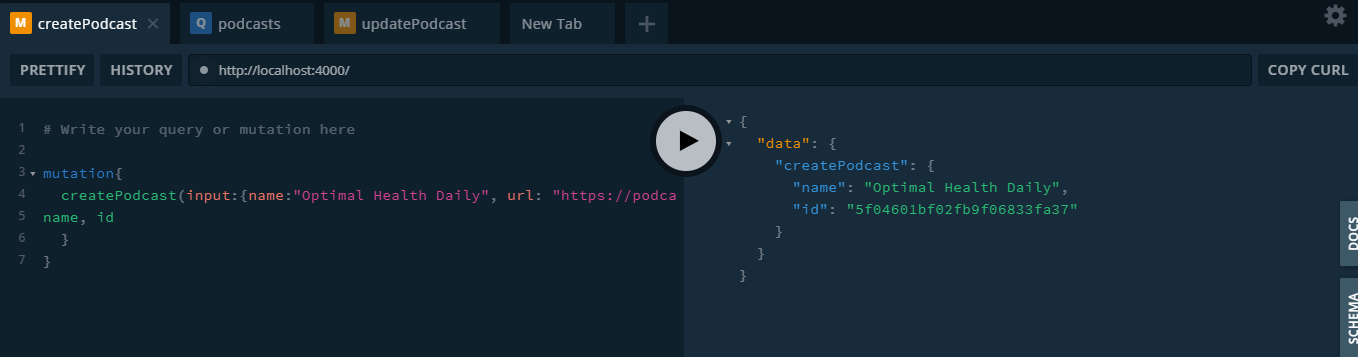 M createPodcast Q podcasts M updatePodcast New Tab
PRETTIFY HISTORY http://localhost:4000/ COPY CURL
1 # Write your query or mutation here
2
3 mutation{
4 createPodcast(input:{name:"Optimal Health Daily", url: "https://podca
5 name, id
6 }
7 }
{
"data": {
"createPodcast": {
"name": "Optimal Health Daily",
"id": "5f04601bf02fb9f06833fa37"
}
}
}
DOCS
SCHEMA